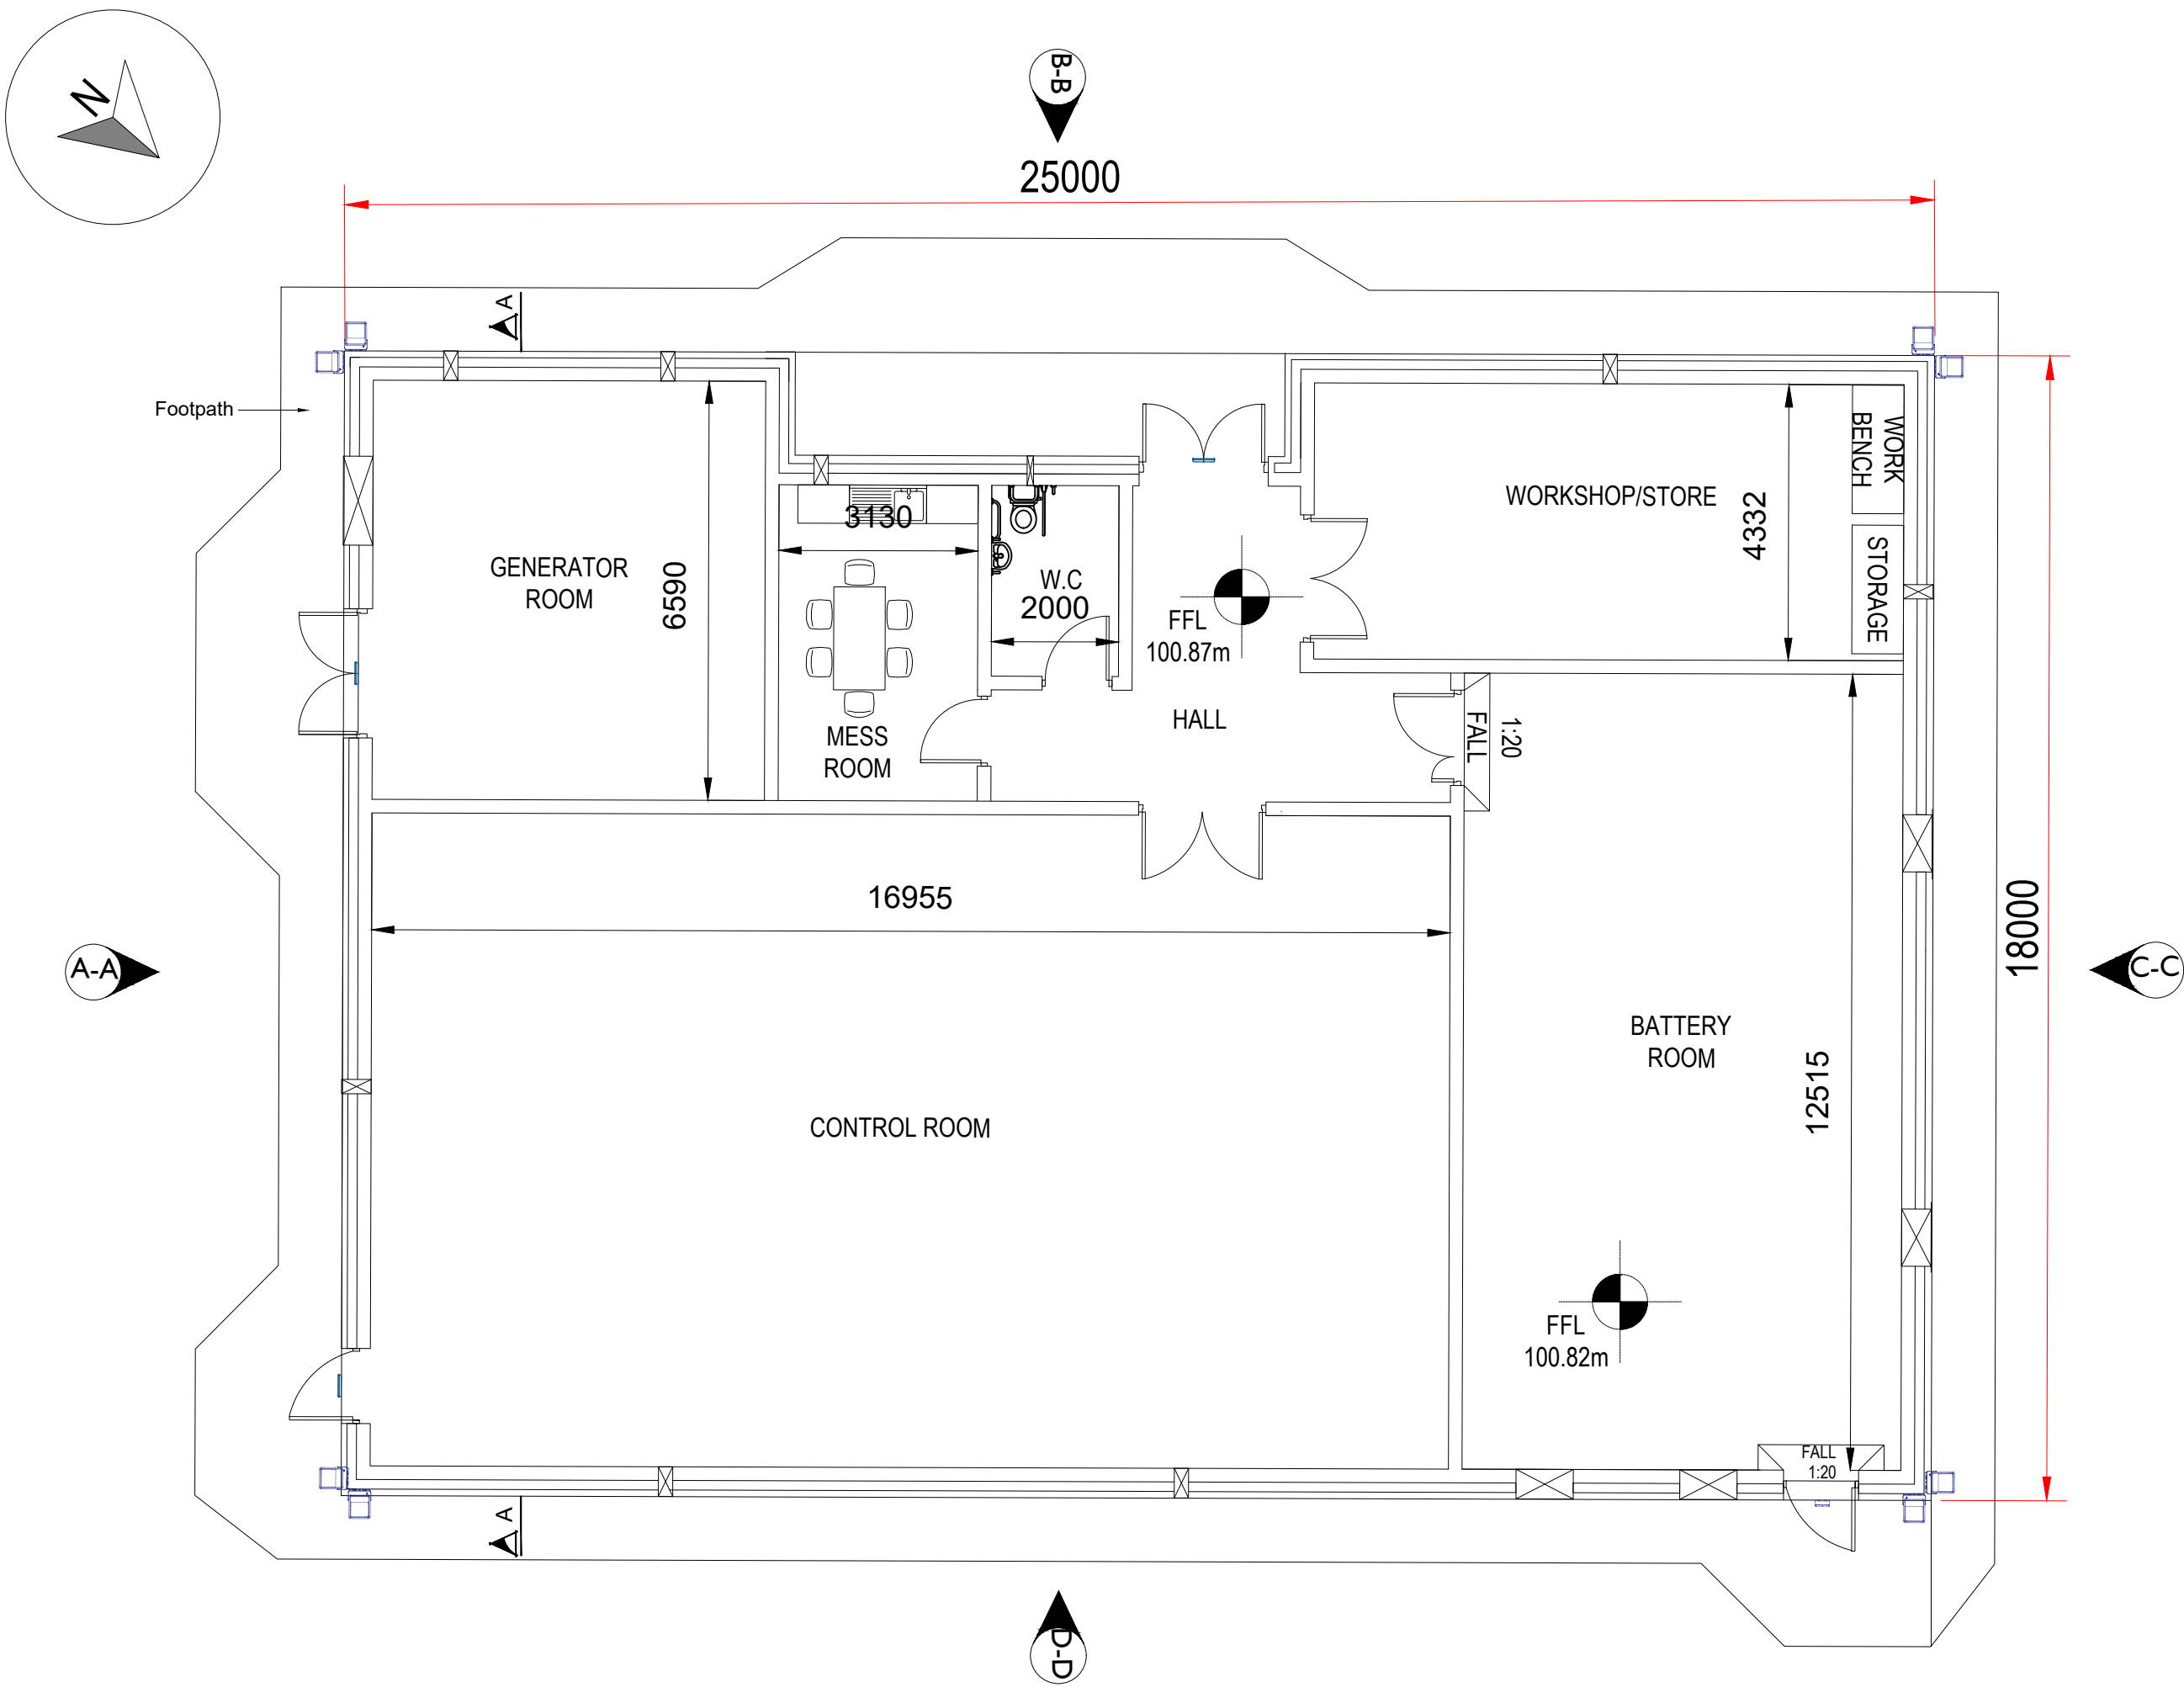 N
B-B
25000
A
Footpath
WORK
BENCH
WORKSHOP/STORE
4332
3130
GENERATOR
ROOM
6590
W.C
2000
STORAGE
FFL
100.87m
HALL
MESS
ROOM
FALL
1:20
16955
18000
A-A
C-C
BATTERY
ROOM
12515
CONTROL ROOM
FFL
100.82m
FALL
1:20
A
D-D